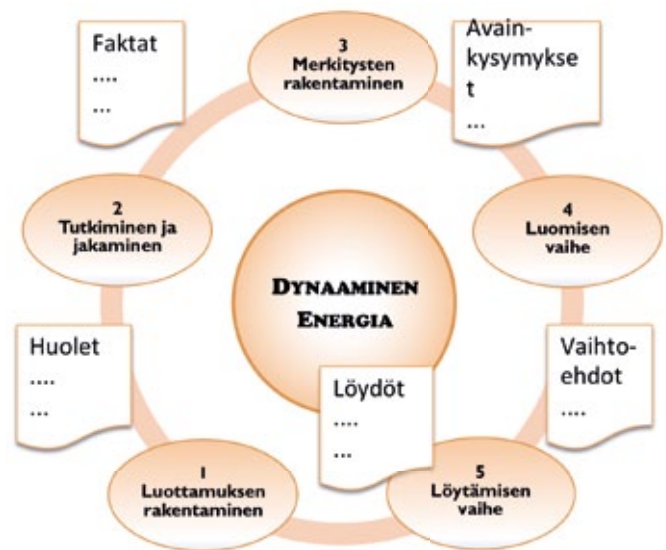 Faktat
....
...
3
Merkitysten
rakentaminen
Avain-
kysymykse
t
...
2
Tutkiminen ja
jakaminen
4
Luomisen
vaihe
DYNAAMINEN
ENERGIA
Huolet
....
...
Vaihto-
ehdot
....
Löydöt
....
...
1
Luottamuksen
rakentaminen
5
Löytämisen
vaihe